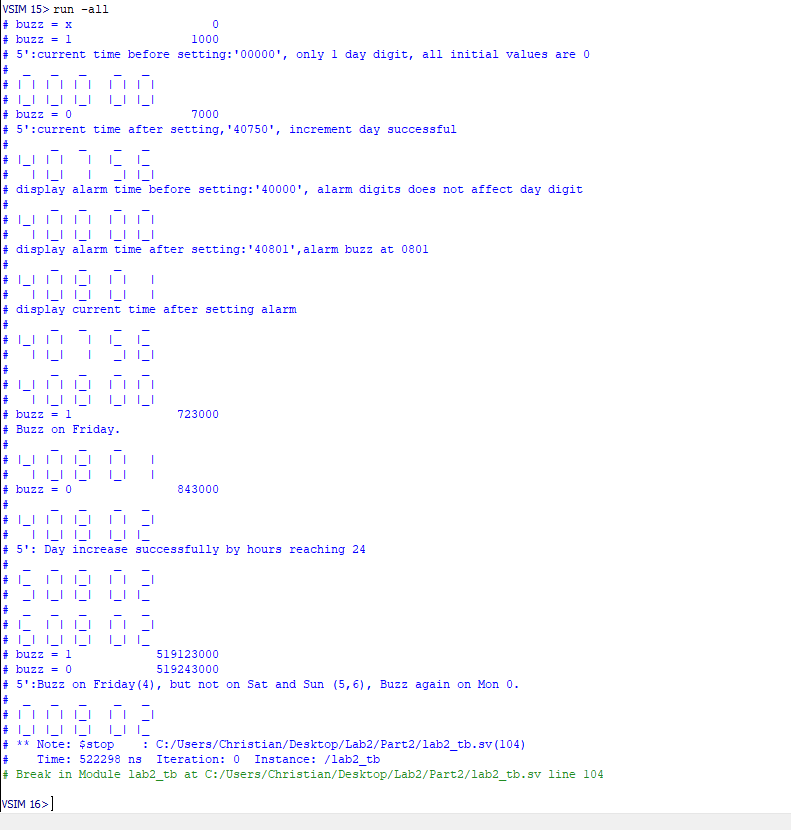 VSIM 15> run -all
# buzz = x                    0
# buzz = 1                 1000
# 5':current time before setting:'00000', only 1 day digit, all initial values are 0
#  _   _   _    _   _
# | | | | | |  | | | |
# |_| |_| |_|  |_| |_|
# buzz = 0                 7000
# 5':current time after setting,'40750', increment day successful
#      _   _    _   _
# |_| | |   |  |_  |_
#   | |_|   |   _| |_|
# display alarm time before setting:'40000', alarm digits does not affect day digit
#      _   _    _   _
# |_| | | | |  | | | |
#   | |_| |_|  |_| |_|
# display alarm time after setting:'40801',alarm buzz at 0801
#      _   _    _
# |_| | | |_|  | |   |
#   | |_| |_|  |_|   |
# display current time after setting alarm
#      _   _    _   _
# |_| | |   |  |_  |_
#   | |_|   |   _| |_|
#      _   _    _   _
# |_| | | |_|  | | | |
#   | |_| |_|  |_| |_|
# buzz = 1               723000
# Buzz on Friday.
#      _   _    _
# |_| | | |_|  | |   |
#   | |_| |_|  |_|   |
# buzz = 0               843000
#      _   _    _   _
# |_| | | |_|  | |  _|
#   | |_| |_|  |_| |_
# 5': Day increase successfully by hours reaching 24
#  _   _   _    _   _
# |_  | | |_|  | |  _|
#  _| |_| |_|  |_| |_
#  _   _   _    _   _
# |_  | | |_|  | |  _|
# |_| |_| |_|  |_| |_
# buzz = 1            519123000
# buzz = 0            519243000
# 5':Buzz on Friday(4), but not on Sat and Sun (5,6), Buzz again on Mon 0.
#  _   _   _    _   _
# | | | | |_|  | |  _|
# |_| |_| |_|  |_| |_
# ** Note: $stop    : C:/Users/Christian/Desktop/Lab2/Part2/lab2_tb.sv(104)
#    Time: 522298 ns  Iteration: 0  Instance: /lab2_tb
# Break in Module lab2_tb at C:/Users/Christian/Desktop/Lab2/Part2/lab2_tb.sv line 104
VSIM 16>